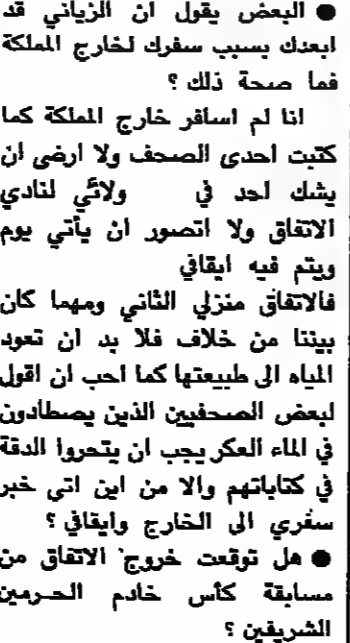 ● البعض يقول ان الزياني قد
ابعدك بسبب سفرك لخارج المملكة
فما صحة ذلك ؟
انا لم اسافر خارج المملكة كما
كتبت احدى الصحف ولا ارضى ان
يشك احد في ولائي لنادي
الاتفاق ولا اتصور ان يأتي يوم
ويتم فيه ايقافي
فالاتفاق منزلي الثاني ومهما كان
بيننا من خلاف فلا بد ان تعود
المياه الى طبيعتها كما احب ان اقول
لبعض الصحفيين الذين يصطادون
في الماء العكر يجب ان يتحروا الدقة
في كتاباتهم والا من اين اتى خبر
سفري الى الخارج وايقافي ؟
● هل توقعت خروج الاتفاق من
مسابقة كأس خادم الحرمين
الشريفين ؟